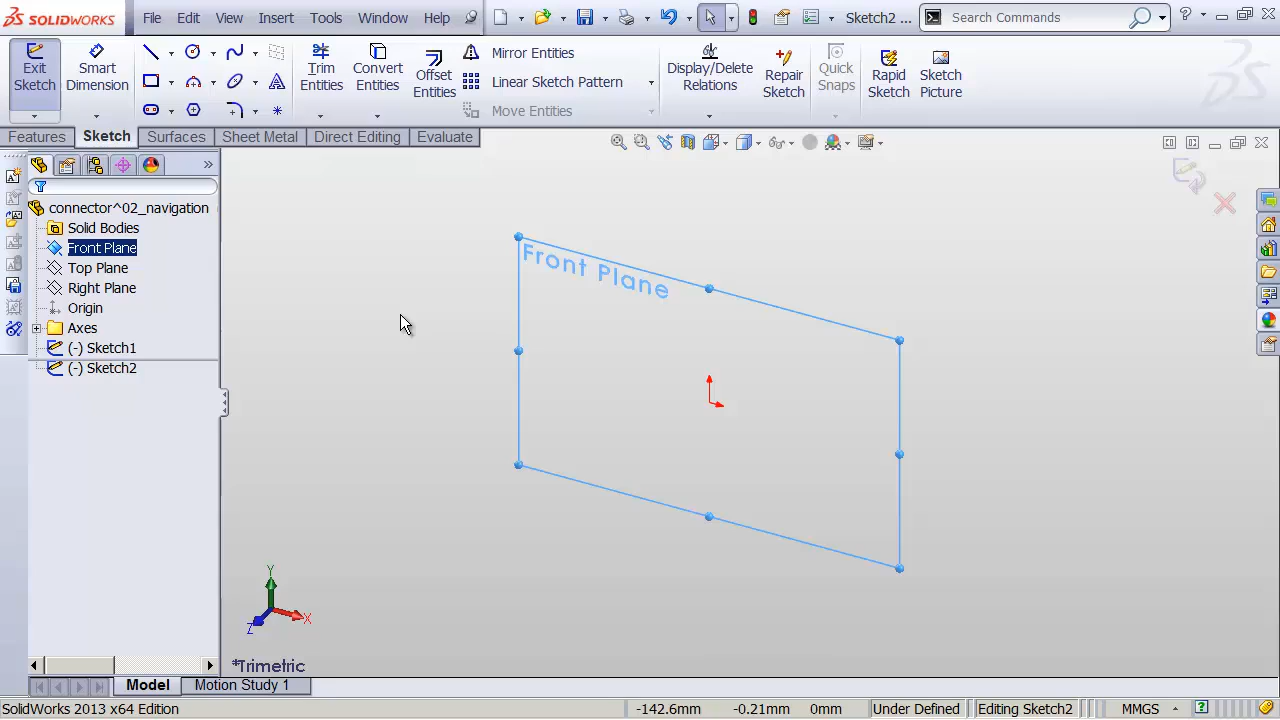 SOLIDWORKS File Edit View Insert Tools Window Help Sketch2 ... Search Commands ?
Exit Sketch
Smart Dimension
Trim Entities
Convert Entities
Offset Entities
Mirror Entities
Linear Sketch Pattern
Move Entities
Display/Delete Relations
Repair Sketch
Quick Snaps
Rapid Sketch
Sketch Picture
Features Sketch Surfaces Sheet Metal Direct Editing Evaluate
connector^02_navigation
Solid Bodies
Front Plane
Top Plane
Right Plane
Origin
Axes
(-) Sketch1
(-) Sketch2
Front Plane
Y
X
Z
*Trimetric
Model Motion Study 1
SolidWorks 2013 x64 Edition -142.6mm -0.21mm 0mm Under Defined Editing Sketch2 MMGS ?